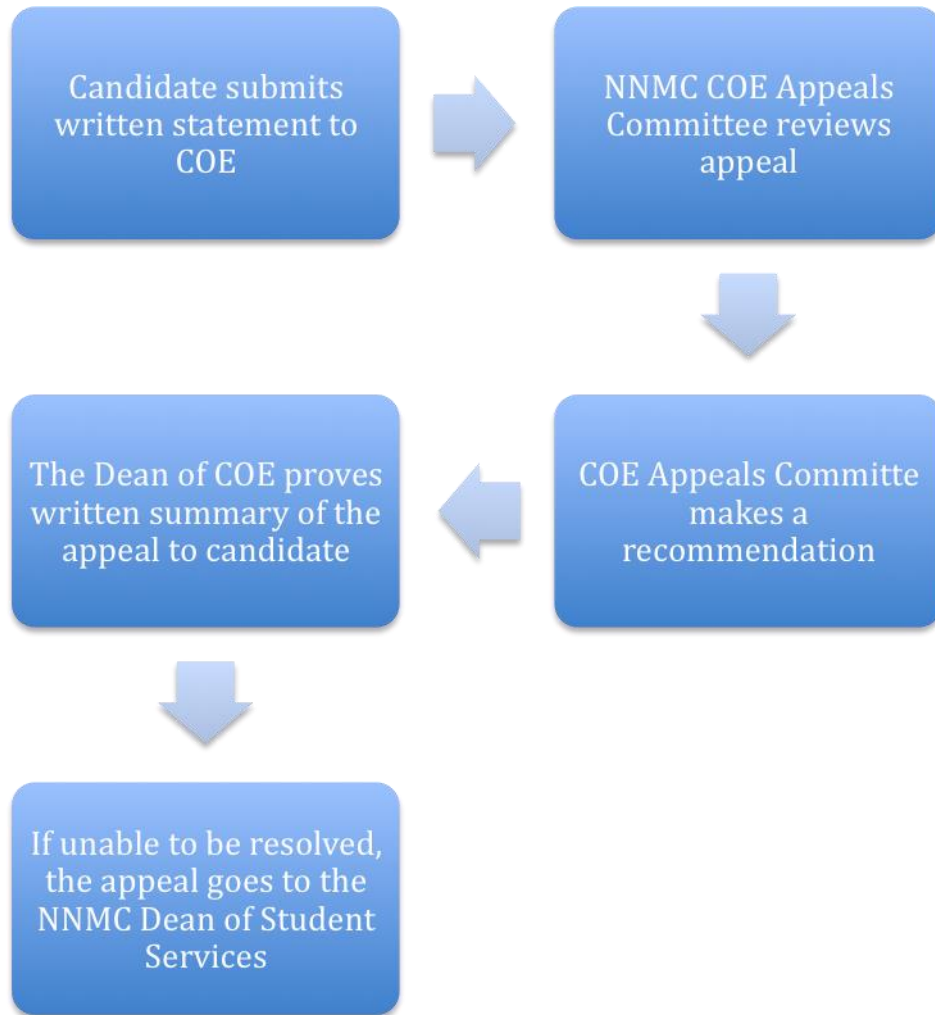 Candidate submits
written statement to
COE
NNMC COE Appeals
Committee reviews
appeal
COE Appeals Committe
makes a
recommendation
The Dean of COE proves
written summary of the
appeal to candidate
If unable to be resolved,
the appeal goes to the
NNMC Dean of Student
Services